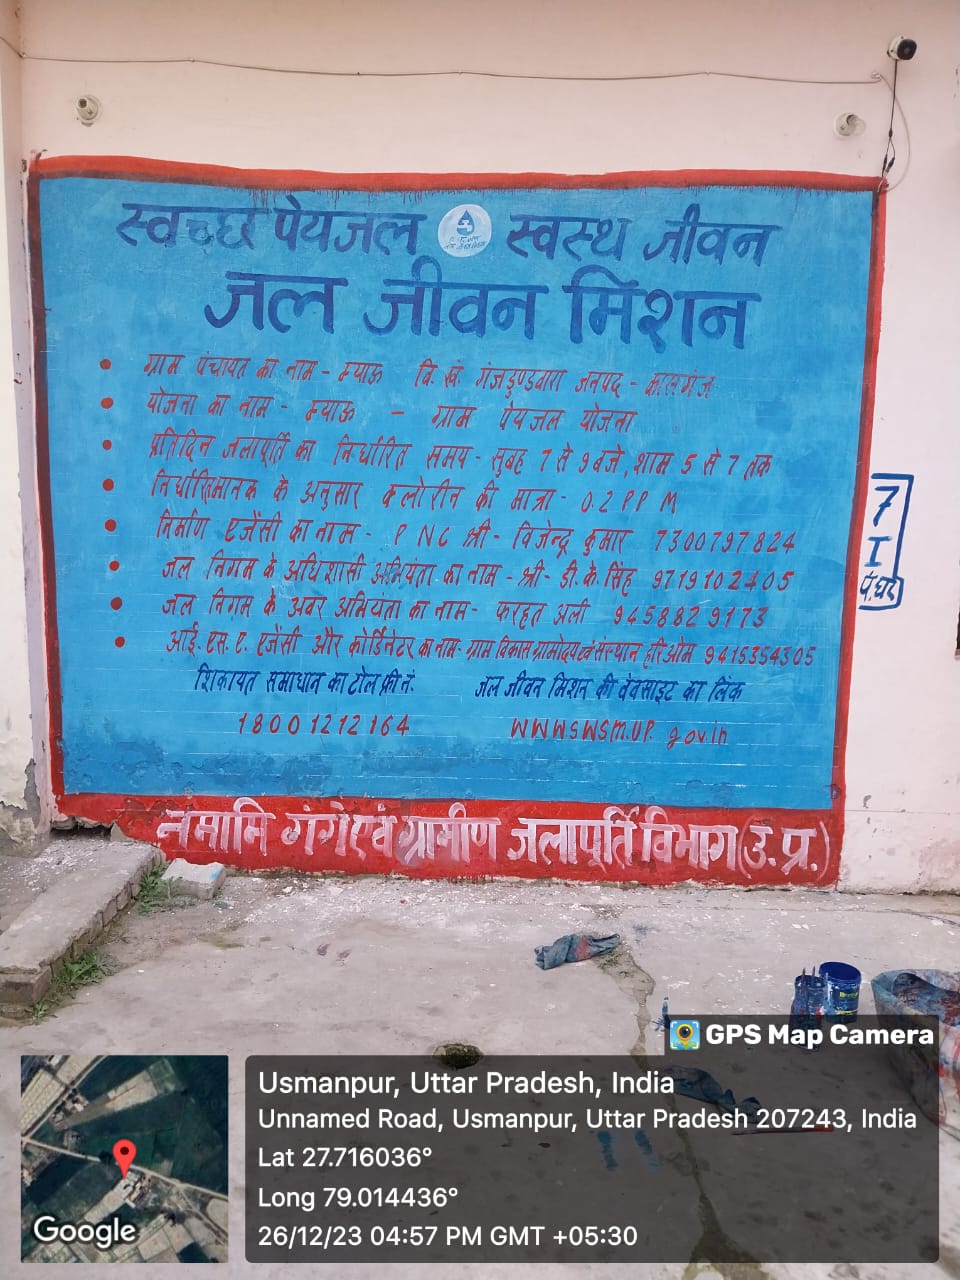 स्वच्छ पेयजल स्वस्थ जीवन
जल जीवन मिशन
• ग्राम पंचायत का नाम - म्याऊ वि. खं. गंजडुण्डवारा जनपद - कासगंज
• योजना का नाम - म्याऊ - ग्राम पेयजल योजना
• प्रतिदिन जलापूर्ति का निर्धारित समय - सुबह 7 से 9 बजे, शाम 5 से 7 तक
• निर्धारितमानक के अनुसार क्लोरीन की मात्रा - 0.2 PPM
• निर्माण एजेंसी का नाम - PNC श्री - विजेन्द्र कुमार 7300797824
• जल निगम के अधिशासी अभियंता का नाम - श्री - डी. के. सिंह 9719102405
• जल निगम के अवर अभियंता का नाम - फरहत अली 9458829173
• आई. एस. ए. एजेंसी और कोर्डिनेटर का नाम - ग्राम विकास ग्रामोदय एवं संस्थान हरिओम 9415354305
शिकायत समाधान का टोल फ्री नं. जल जीवन मिशन की वेबसाइट का लिंक
18001212164 WWWSWSM.UP. gov.in
नमामि गंगे एवं ग्रामीण जलापूर्ति विभाग (उ. प्र.)
7
I
पं. घर
GPS Map Camera
Usmanpur, Uttar Pradesh, India
Unnamed Road, Usmanpur, Uttar Pradesh 207243, India
Lat 27.716036°
Long 79.014436°
26/12/23 04:57 PM GMT +05:30
Google